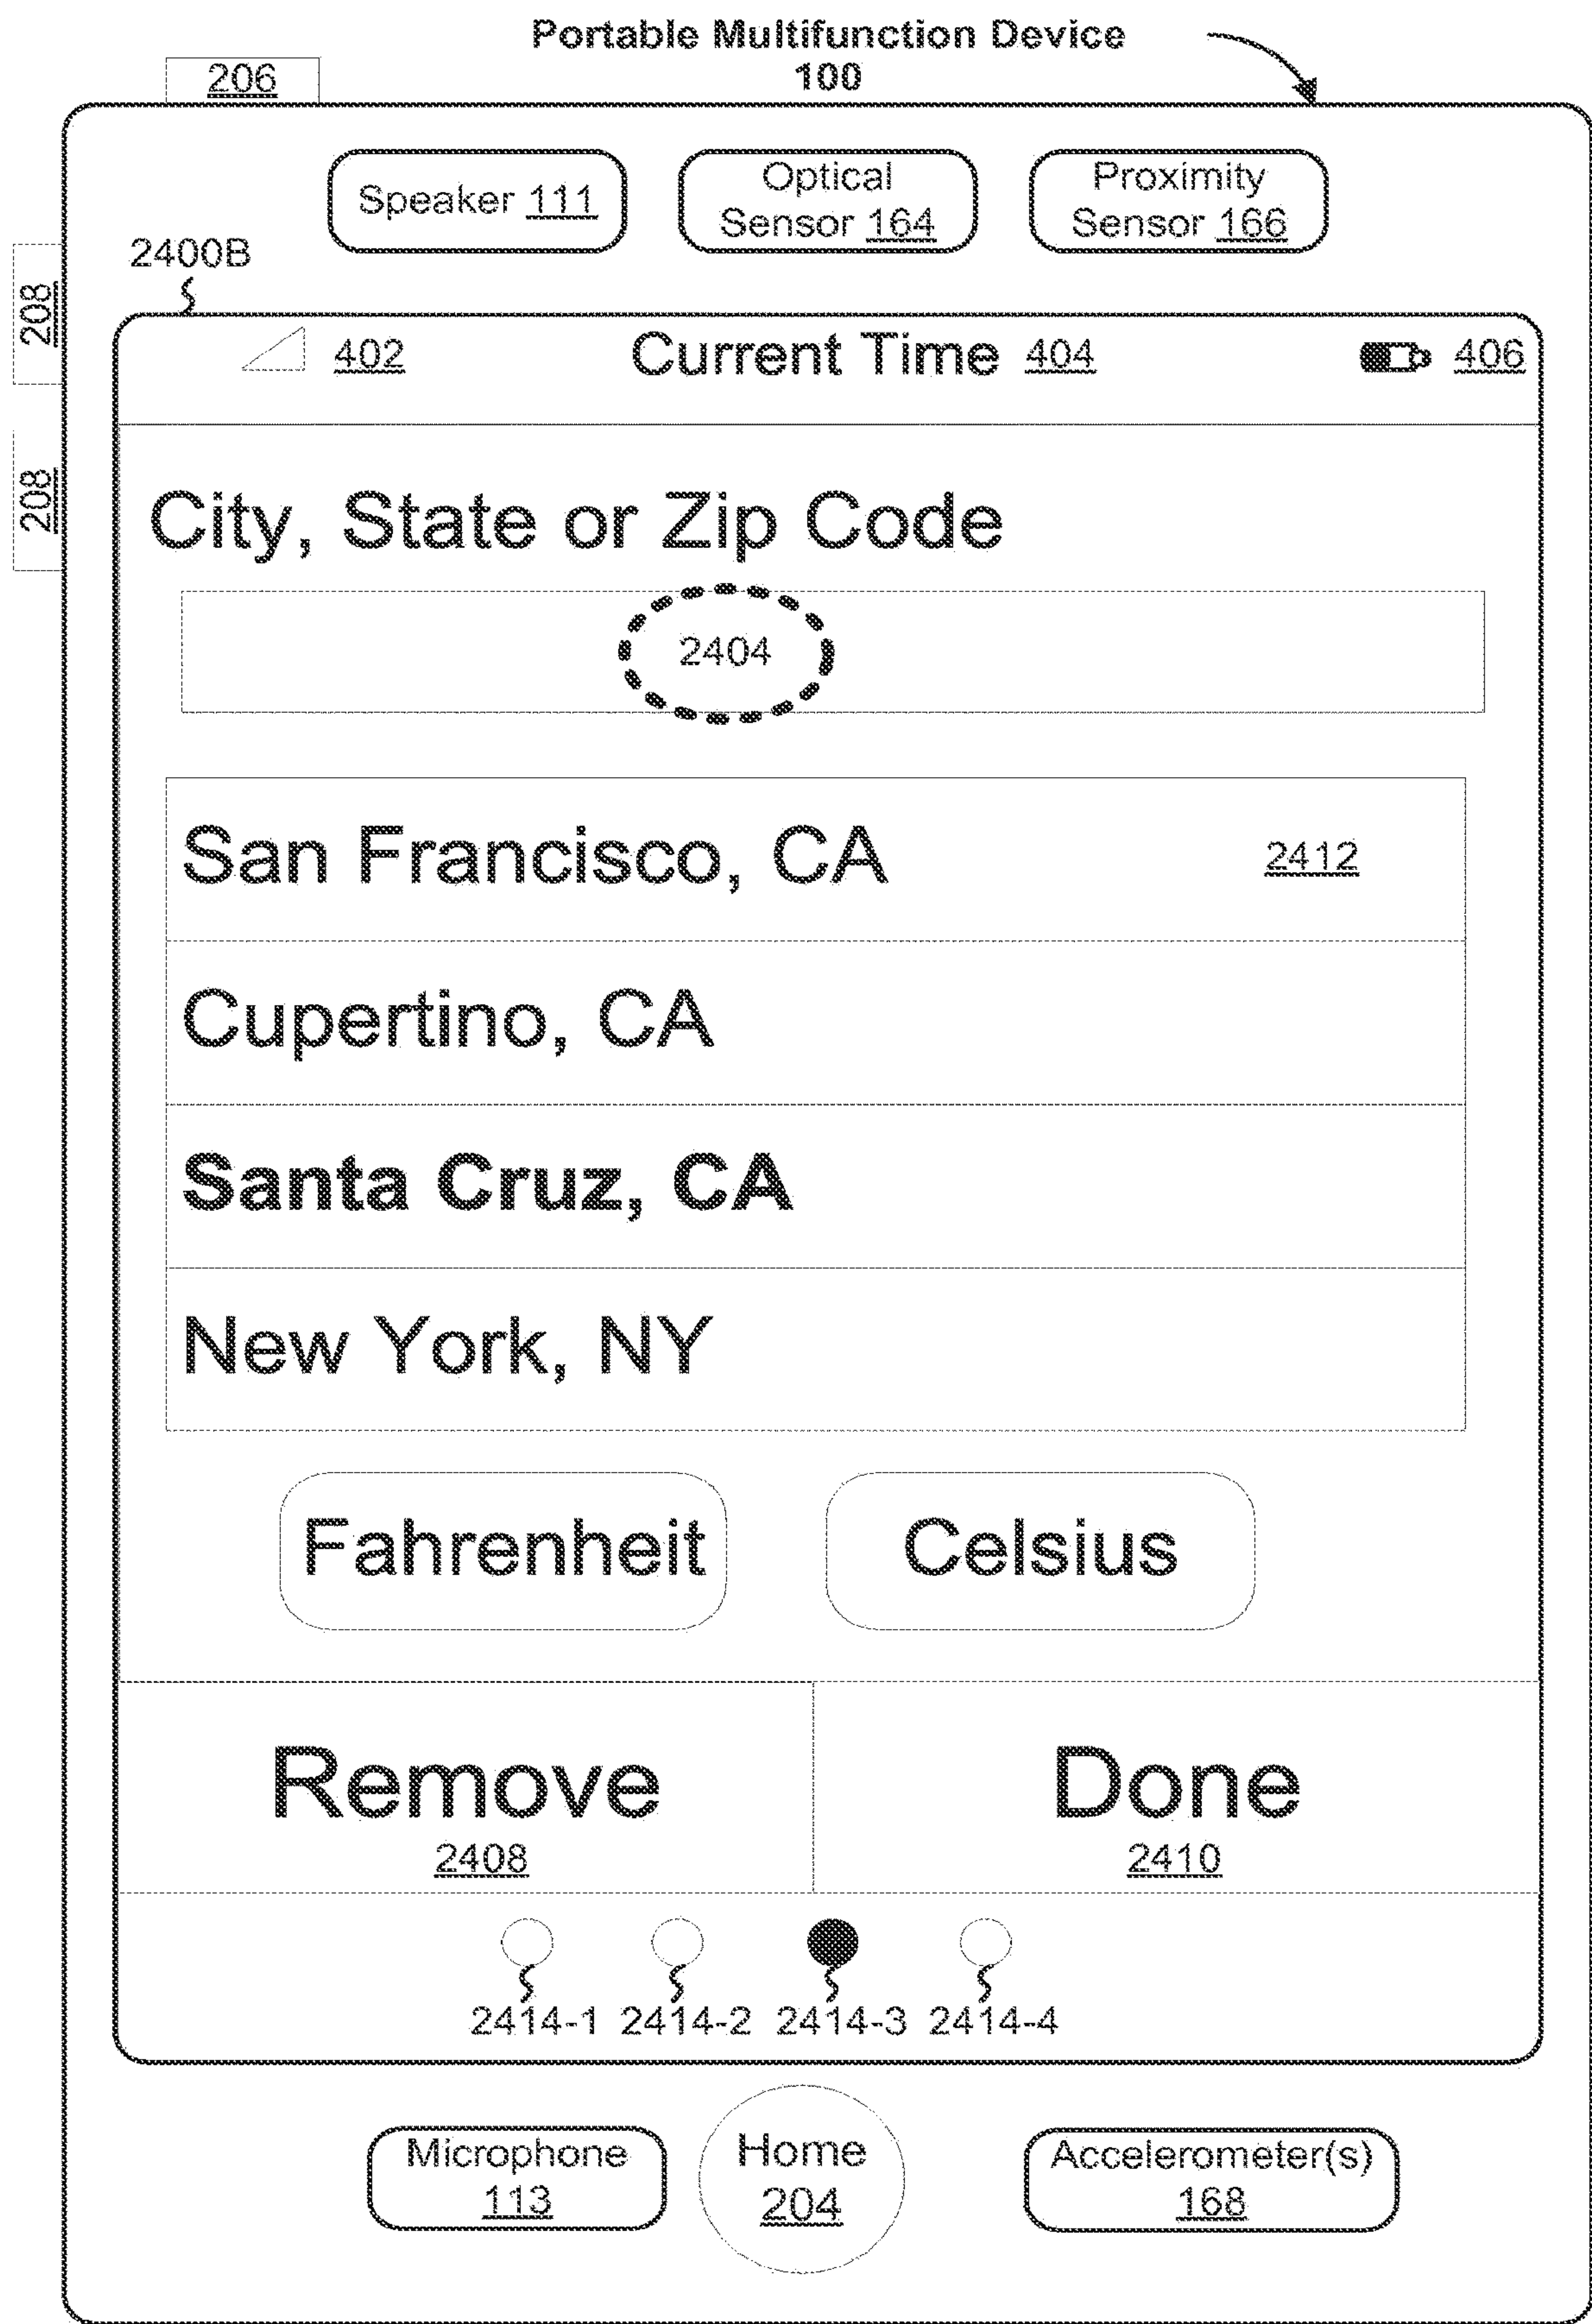 Portable Multifunction Device
100
206
Speaker 111
Optical
Sensor 164
Proximity
Sensor 166
2400B
208
208
402
Current Time 404
406
City, State or Zip Code
2404
San Francisco, CA 2412
Cupertino, CA
Santa Cruz, CA
New York, NY
Fahrenheit
Celsius
Remove
2408
Done
2410
2414-1 2414-2 2414-3 2414-4
Microphone
113
Home
204
Accelerometer(s)
168